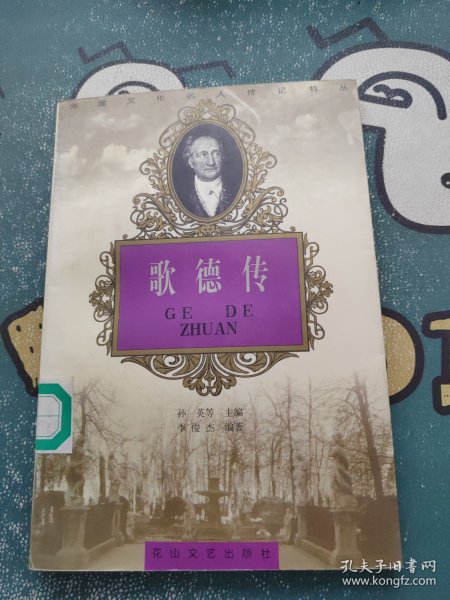 外国文化名人传记书丛
歌德传
GE DE
ZHUAN
孙英等 主编
李俊杰 编著
花山文艺出版社
孔夫子旧书网
www.kongfz.com